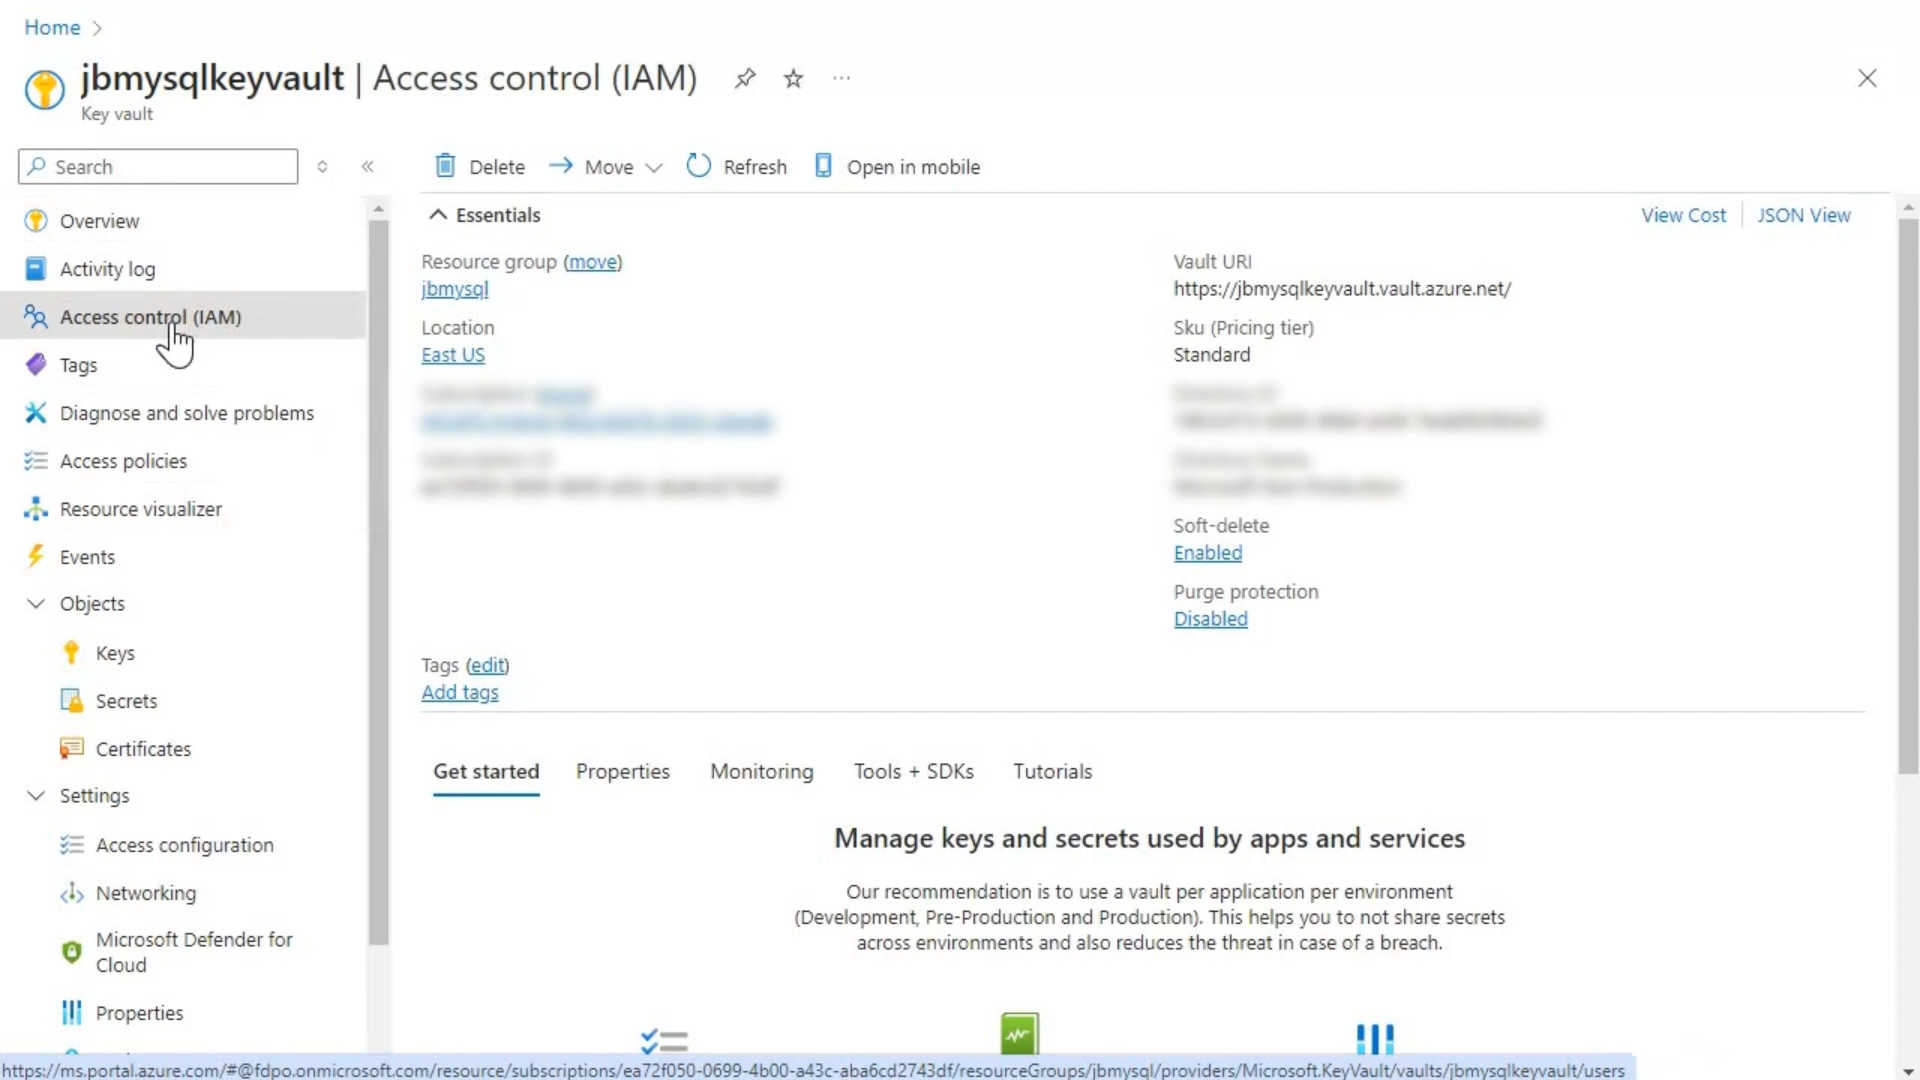 Home
jbmysqlkeyvault | Access control (IAM)
Key vault
Search
Delete
Move
Refresh
Open in mobile
Overview
Activity log
Access control (IAM)
Tags
Diagnose and solve problems
Access policies
Resource visualizer
Events
Objects
Keys
Secrets
Certificates
Settings
Access configuration
Networking
Microsoft Defender for
Cloud
Properties
Essentials
View Cost
JSON View
Resource group (move)
jbmysql
Location
East US
Vault URI
https://jbmysqlkeyvault.vault.azure.net/
Sku (Pricing tier)
Standard
Soft-delete
Enabled
Purge protection
Disabled
Tags (edit)
Add tags
Get started
Properties
Monitoring
Tools + SDKs
Tutorials
Manage keys and secrets used by apps and services
Our recommendation is to use a vault per application per environment
(Development, Pre-Production and Production). This helps you to not share secrets
across environments and also reduces the threat in case of a breach.
https://ms.portal.azure.com/#@fdpo.onmicrosoft.com/resource/subscriptions/ea72f050-0699-4b00-a43c-aba6cd2743df/resourceGroups/jbmysql/providers/Microsoft.KeyVault/vaults/jbmysqlkeyvault/users